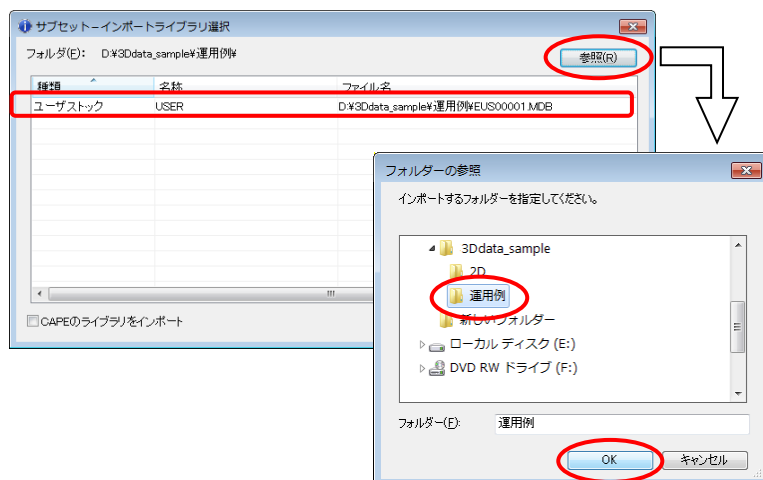 サブセット－インポートライブラリ選択
フォルダ(F): D:¥3Ddata_sample¥運用例¥
参照(R)
種類 名称 ファイル名
ユーザストック USER D:¥3Ddata_sample¥運用例¥EUS00001.MDB
CAPEのライブラリをインポート
フォルダーの参照
インポートするフォルダーを指定してください。
3Ddata_sample
2D
運用例
新しいフォルダー
ローカル ディスク (E:)
DVD RW ドライブ (F:)
フォルダー(F): 運用例
OK キャンセル